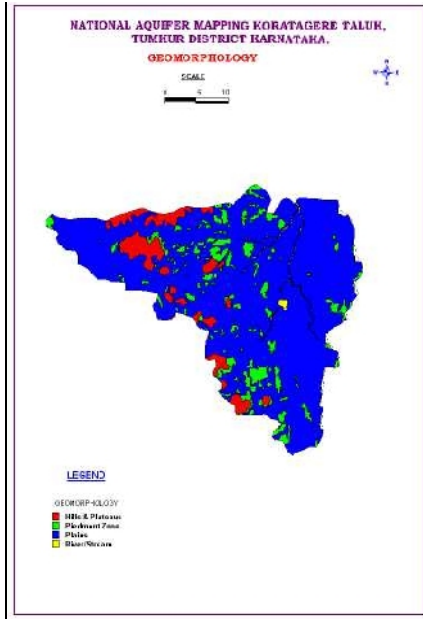 NATIONAL AQUIFER MAPPING KORATAGERE TALUK,
TUMKUR DISTRICT KARNATAKA.
GEOMORPHOLOGY
SCALE
0 5 10
N
W E
S
LEGEND
GEOMORPHOLOGY
Hills & Plateaus
Piedmont Zone
Plains
River/Stream